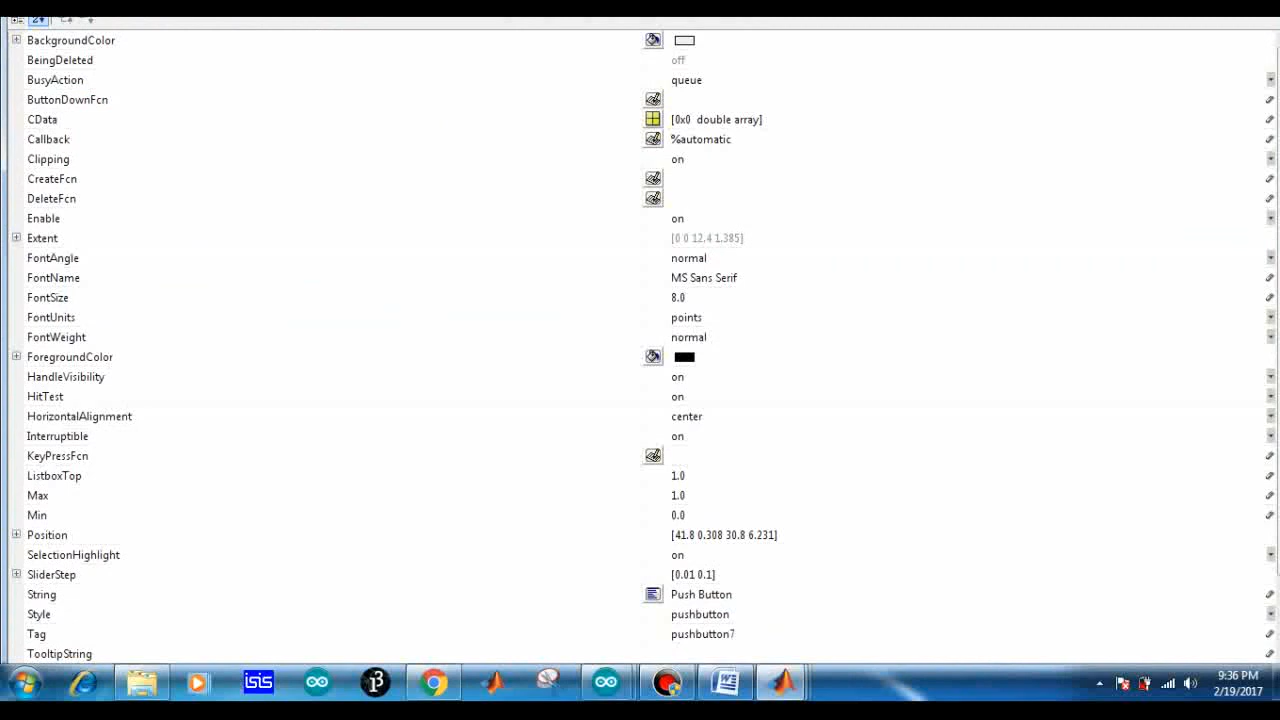 BackgroundColor
BeingDeleted off
BusyAction queue
ButtonDownFcn
CData [0x0 double array]
Callback %automatic
Clipping on
CreateFcn
DeleteFcn
Enable on
Extent [0 0 12.4 1.385]
FontAngle normal
FontName MS Sans Serif
FontSize 8.0
FontUnits points
FontWeight normal
ForegroundColor
HandleVisibility on
HitTest on
HorizontalAlignment center
Interruptible on
KeyPressFcn
ListboxTop 1.0
Max 1.0
Min 0.0
Position [41.8 0.308 30.8 6.231]
SelectionHighlight on
SliderStep [0.01 0.1]
String Push Button
Style pushbutton
Tag pushbutton7
TooltipString
isis
9:36 PM
2/19/2017